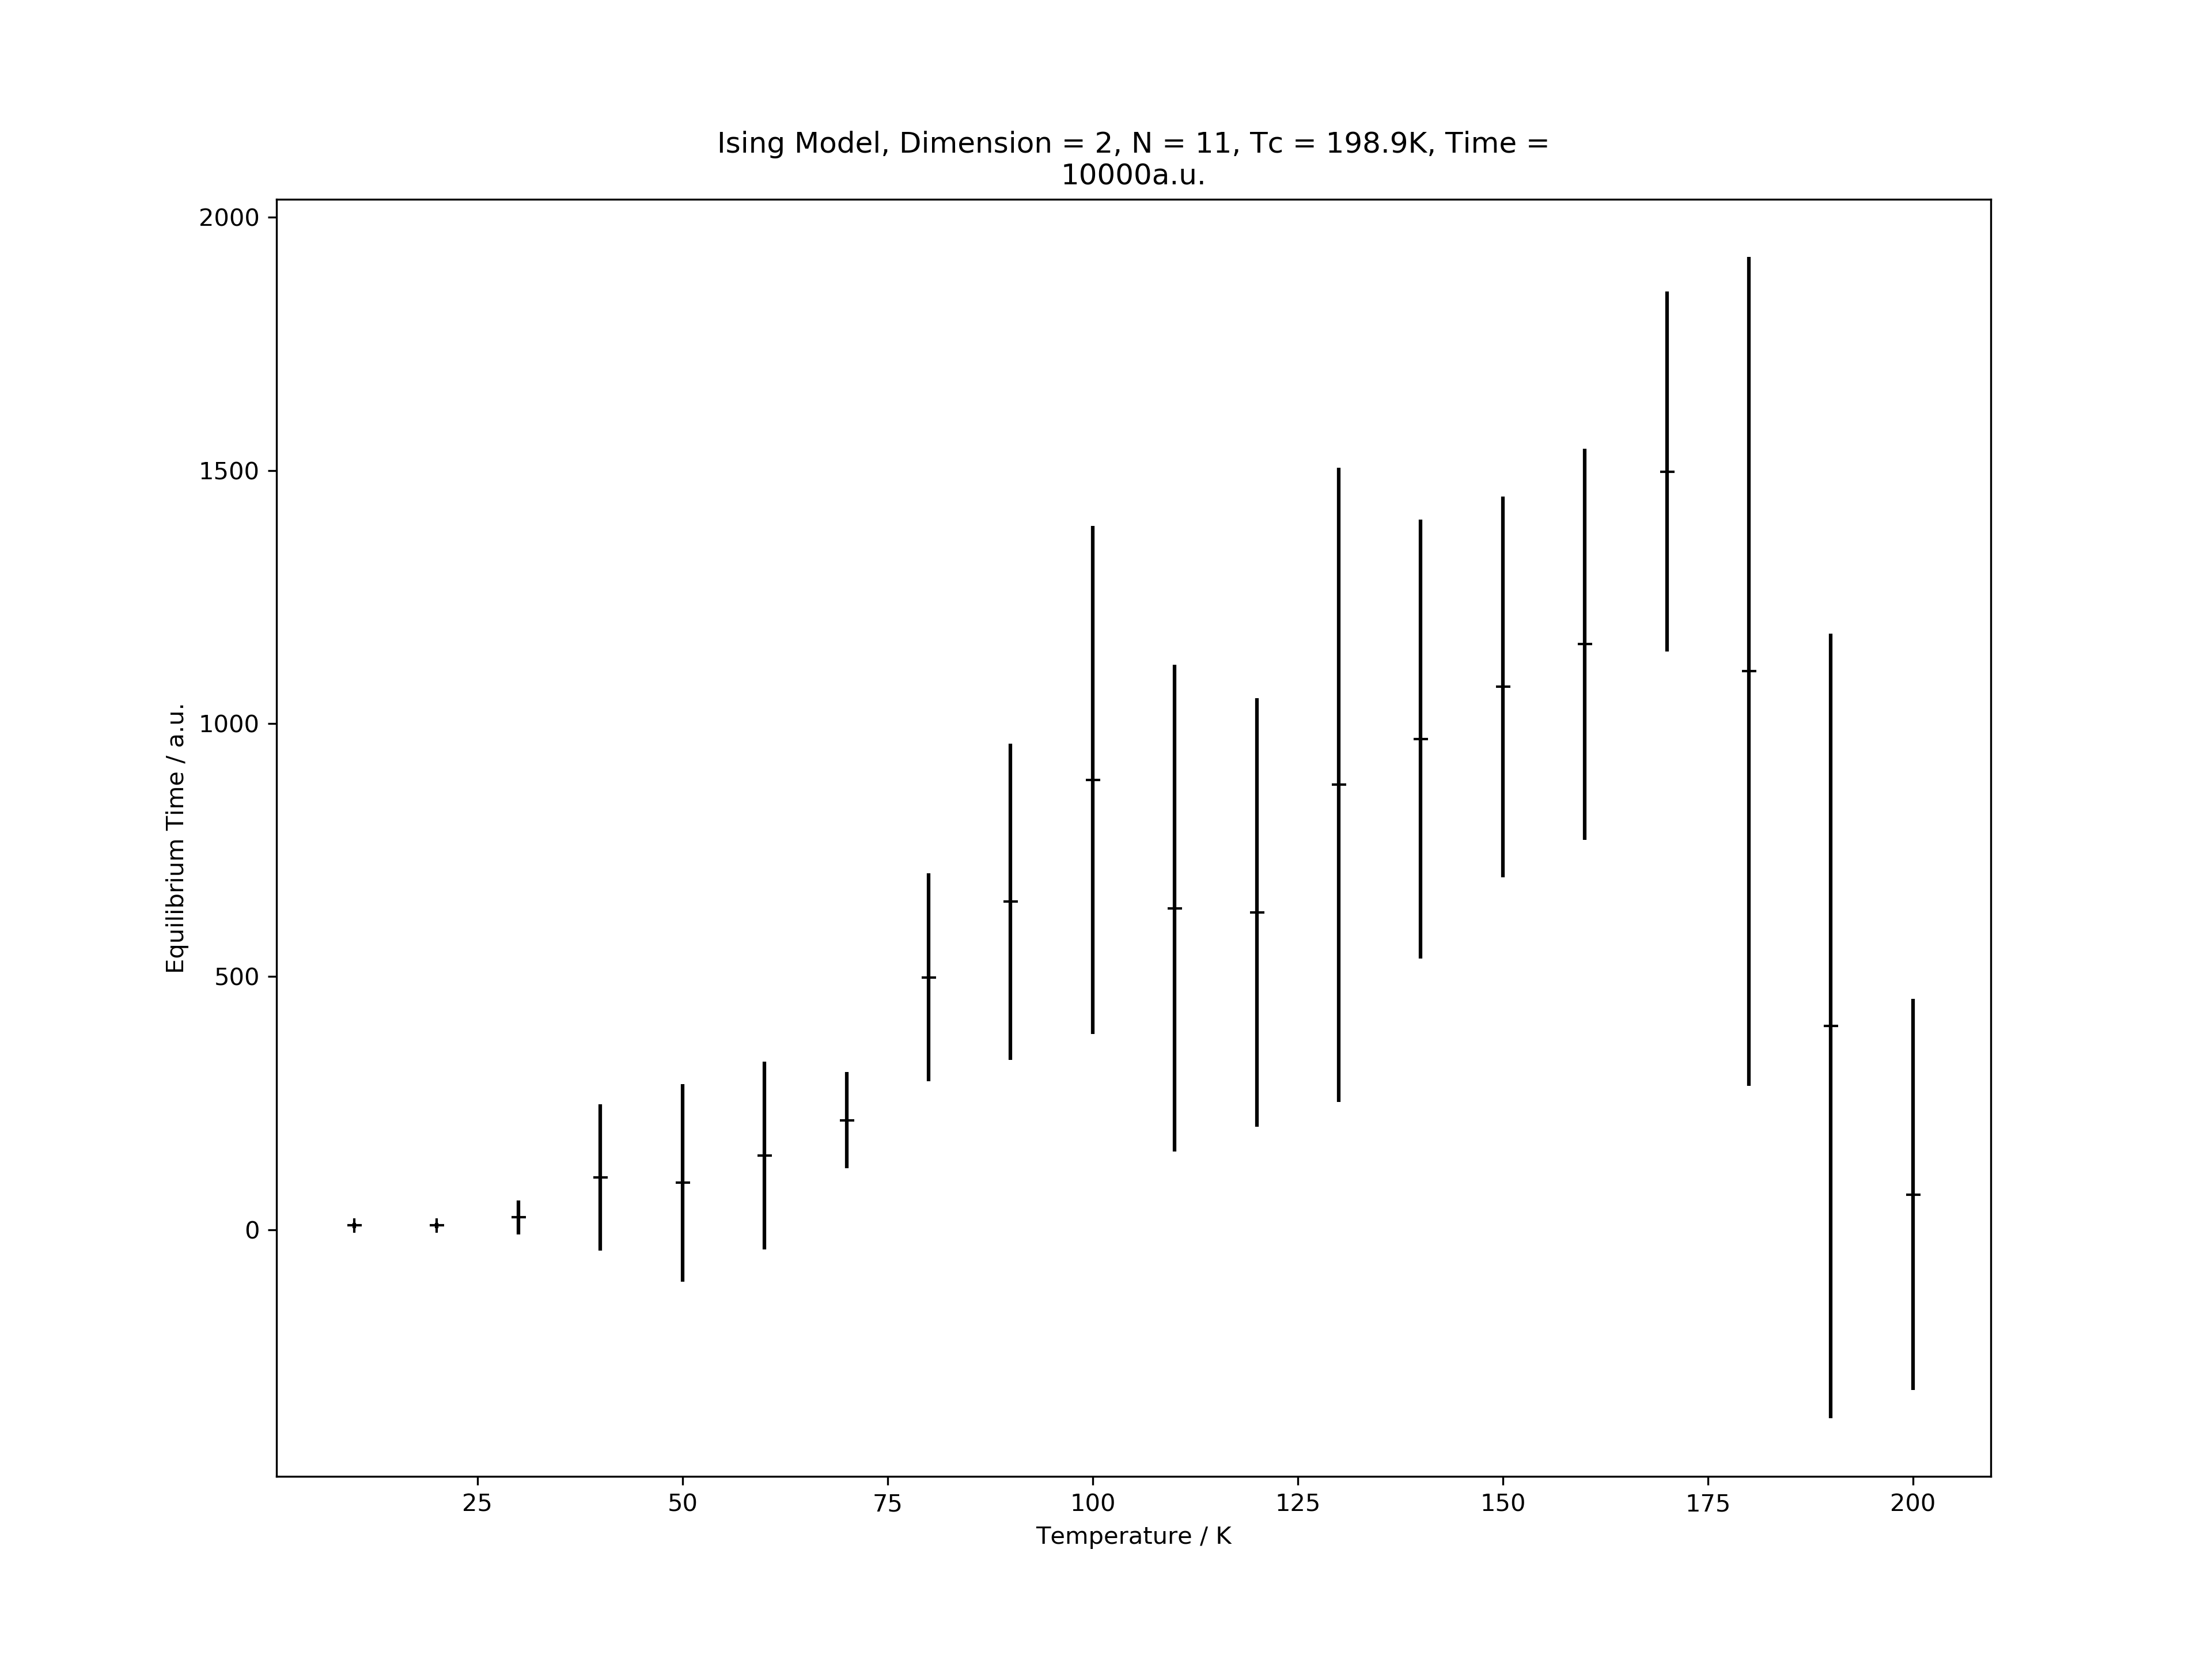 Ising Model, Dimension = 2, N = 11, Tc = 198.9K, Time =
10000a.u.
2000
1500
1000
500
0
Equilibrium Time / a.u.
25 50 75 100 125 150 175 200
Temperature / K